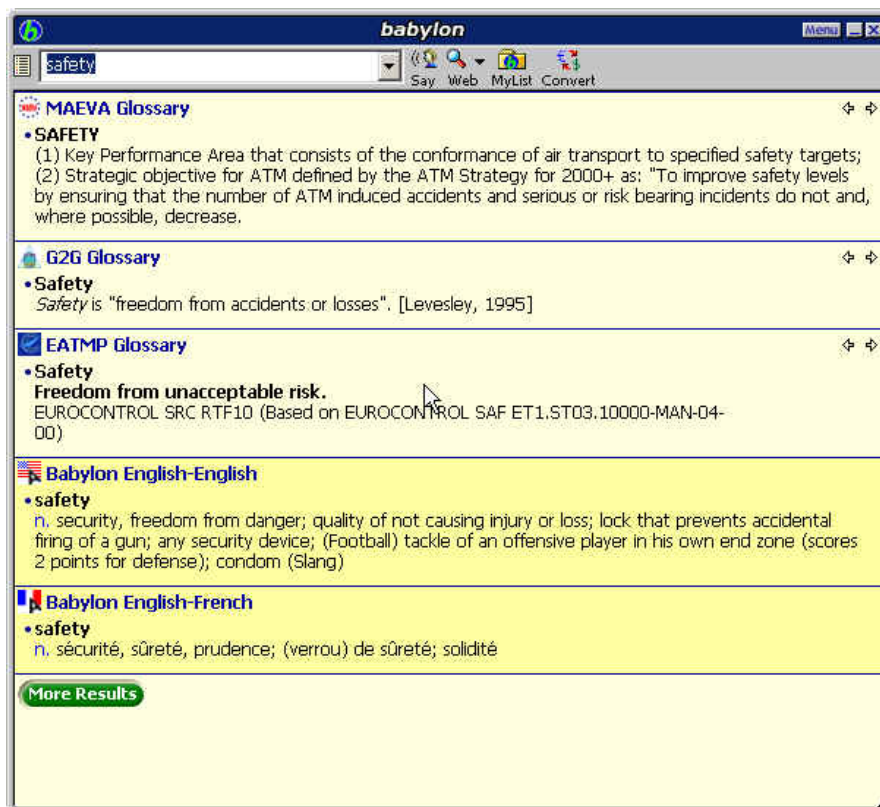 babylon
Menu
safety
Say Web MyList Convert
MAEVA Glossary
•SAFETY
(1) Key Performance Area that consists of the conformance of air transport to specified safety targets;
(2) Strategic objective for ATM defined by the ATM Strategy for 2000+ as: "To improve safety levels
by ensuring that the number of ATM induced accidents and serious or risk bearing incidents do not and,
where possible, decrease.
G2G Glossary
•Safety
Safety is "freedom from accidents or losses". [Levesley, 1995]
EATMP Glossary
•Safety
Freedom from unacceptable risk.
EUROCONTROL SRC RTF10 (Based on EUROCONTROL SAF ET1.ST03.10000-MAN-04-
00)
Babylon English-English
•safety
n. security, freedom from danger; quality of not causing injury or loss; lock that prevents accidental
firing of a gun; any security device; (Football) tackle of an offensive player in his own end zone (scores
2 points for defense); condom (Slang)
Babylon English-French
•safety
n. sécurité, sûreté, prudence; (verrou) de sûreté; solidité
More Results